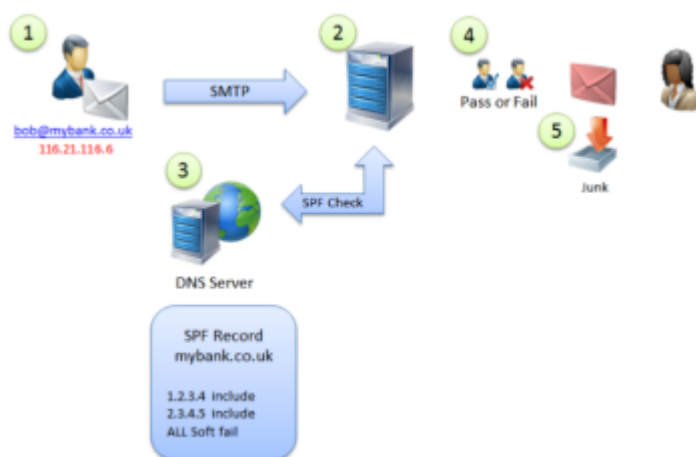 1
2
4
SMTP
Pass or Fail
bob@mybank.co.uk
116.21.116.6
5
3
SPF Check
Junk
DNS Server
SPF Record
mybank.co.uk
1.2.3.4 include
2.3.4.5 include
ALL Soft fail